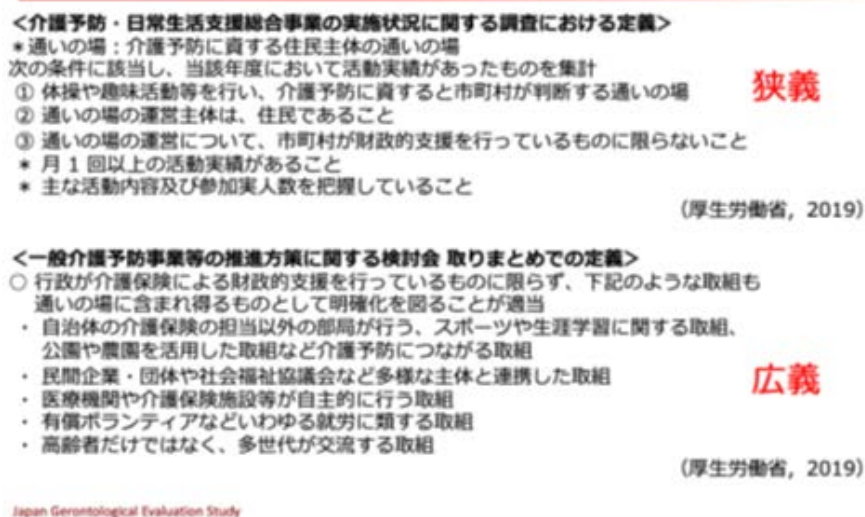 ＜介護予防・日常生活支援総合事業の実施状況に関する調査における定義＞
＊通いの場：介護予防に資する住民主体の通いの場
次の条件に該当し、当該年度において活動実績があったものを集計
① 体操や趣味活動等を行い、介護予防に資すると市町村が判断する通いの場
狭義
② 通いの場の運営主体は、住民であること
③ 通いの場の運営について、市町村が財政的支援を行っているものに限らないこと
＊ 月１回以上の活動実績があること
＊ 主な活動内容及び参加実人数を把握していること
（厚生労働省，2019）
＜一般介護予防事業等の推進方策に関する検討会 取りまとめでの定義＞
○ 行政が介護保険による財政的支援を行っているものに限らず、下記のような取組も
通いの場に含まれ得るものとして明確化を図ることが適当
・ 自治体の介護保険の担当以外の部局が行う、スポーツや生涯学習に関する取組、
公園や農園を活用した取組など介護予防につながる取組
・ 民間企業・団体や社会福祉協議会など多様な主体と連携した取組
広義
・ 医療機関や介護保険施設等が自主的に行う取組
・ 有償ボランティアなどいわゆる就労に類する取組
・ 高齢者だけではなく、多世代が交流する取組
（厚生労働省，2019）
Japan Gerontological Evaluation Study